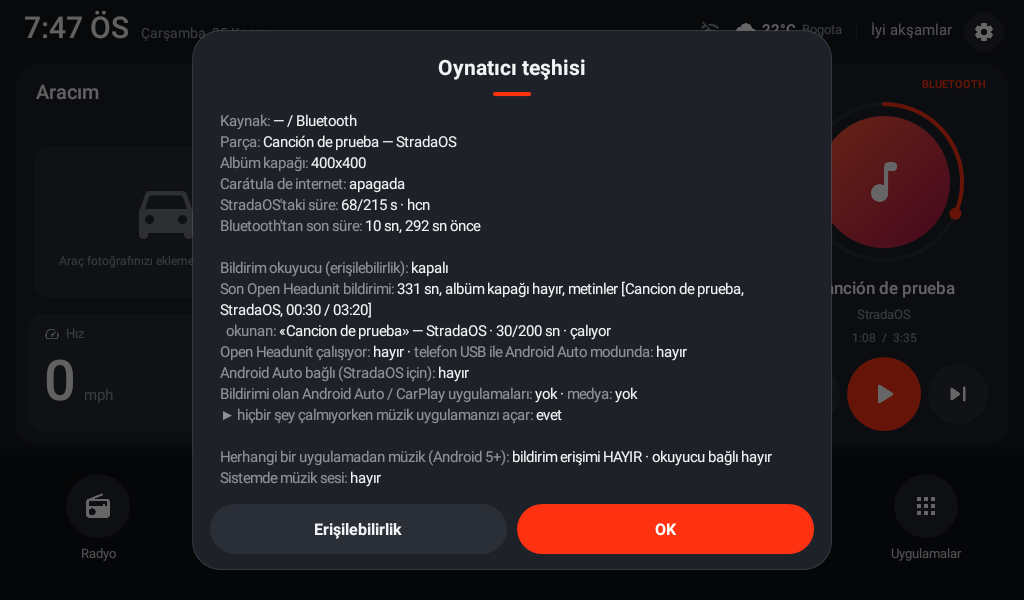 7:47 ÖS
Çarşamba,
22°C Bogota
İyi akşamlar
Oynatıcı teşhisi
Aracım
BLUETOOTH
Kaynak: — / Bluetooth
Parça: Canción de prueba — StradaOS
Albüm kapağı: 400x400
Carátula de internet: apagada
StradaOS'taki süre: 68/215 s · hcn
Bluetooth'tan son süre: 10 sn, 292 sn önce
Araç fotoğrafınızı ekleme
Bildirim okuyucu (erişilebilirlik): kapalı
Son Open Headunit bildirimi: 331 sn, albüm kapağı hayır, metinler [Cancion de prueba,
StradaOS, 00:30 / 03:20]
okunan: «Cancion de prueba» — StradaOS · 30/200 sn · çalıyor
Open Headunit çalışıyor: hayır · telefon USB ile Android Auto modunda: hayır
Android Auto bağlı (StradaOS için): hayır
Bildirimi olan Android Auto / CarPlay uygulamaları: yok · medya: yok
► hiçbir şey çalmıyorken müzik uygulamanızı açar: evet
Herhangi bir uygulamadan müzik (Android 5+): bildirim erişimi HAYIR · okuyucu bağlı hayır
Sistemde müzik sesi: hayır
nción de prueba
StradaOS
1:08 / 3:35
Hız
0 mph
Erişilebilirlik
OK
Radyo
Uygulamalar